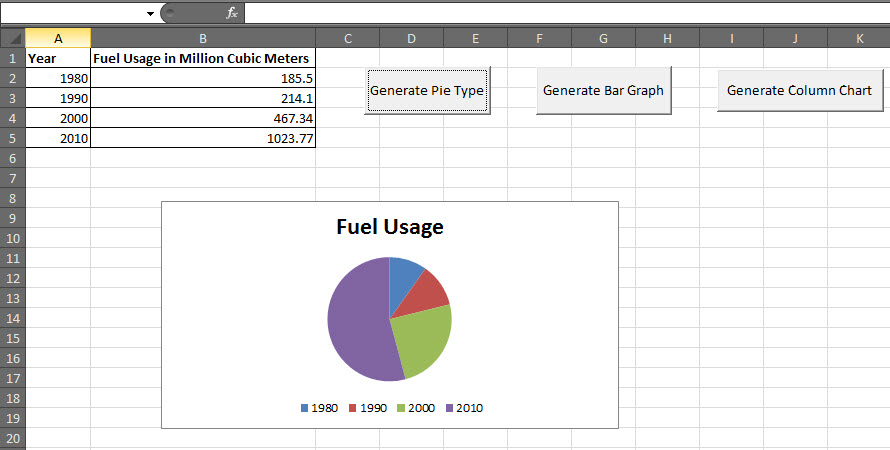 fx
A B C D E F G H I J K
1 Year Fuel Usage in Million Cubic Meters
2 1980 185.5
3 1990 214.1
4 2000 467.34
5 2010 1023.77
Generate Pie Type Generate Bar Graph Generate Column Chart
6
7
8
9
10
11
12
13
14
15
16
17
18
19
20
Fuel Usage
1980 1990 2000 2010